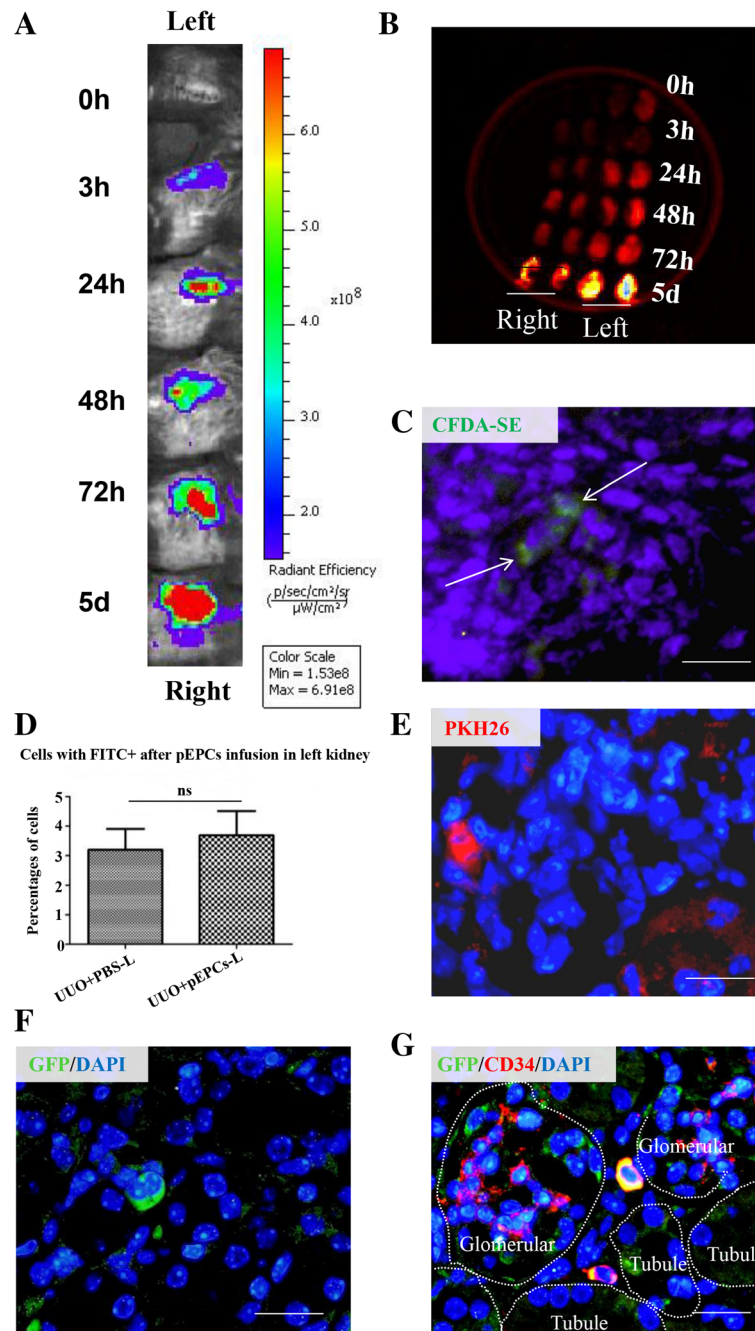 A
Left
0h
3h
24h
48h
72h
5d
Right
6.0
5.0
x10⁸
4.0
3.0
2.0
Radiant Efficiency
(p/sec/cm²/sr
µW/cm²)
Color Scale
Min = 1.53e8
Max = 6.91e8
B
0h
3h
24h
48h
72h
5d
Right
Left
C
CFDA-SE
D
Cells with FITC+ after pEPCs infusion in left kidney
ns
Percentages of cells
5
4
3
2
1
0
UUO+PBS-L
UUO+pEPCs-L
E
PKH26
F
GFP/DAPI
G
GFP/CD34/DAPI
Glomerular
Glomerular
Tubule
Tubul
Tubule